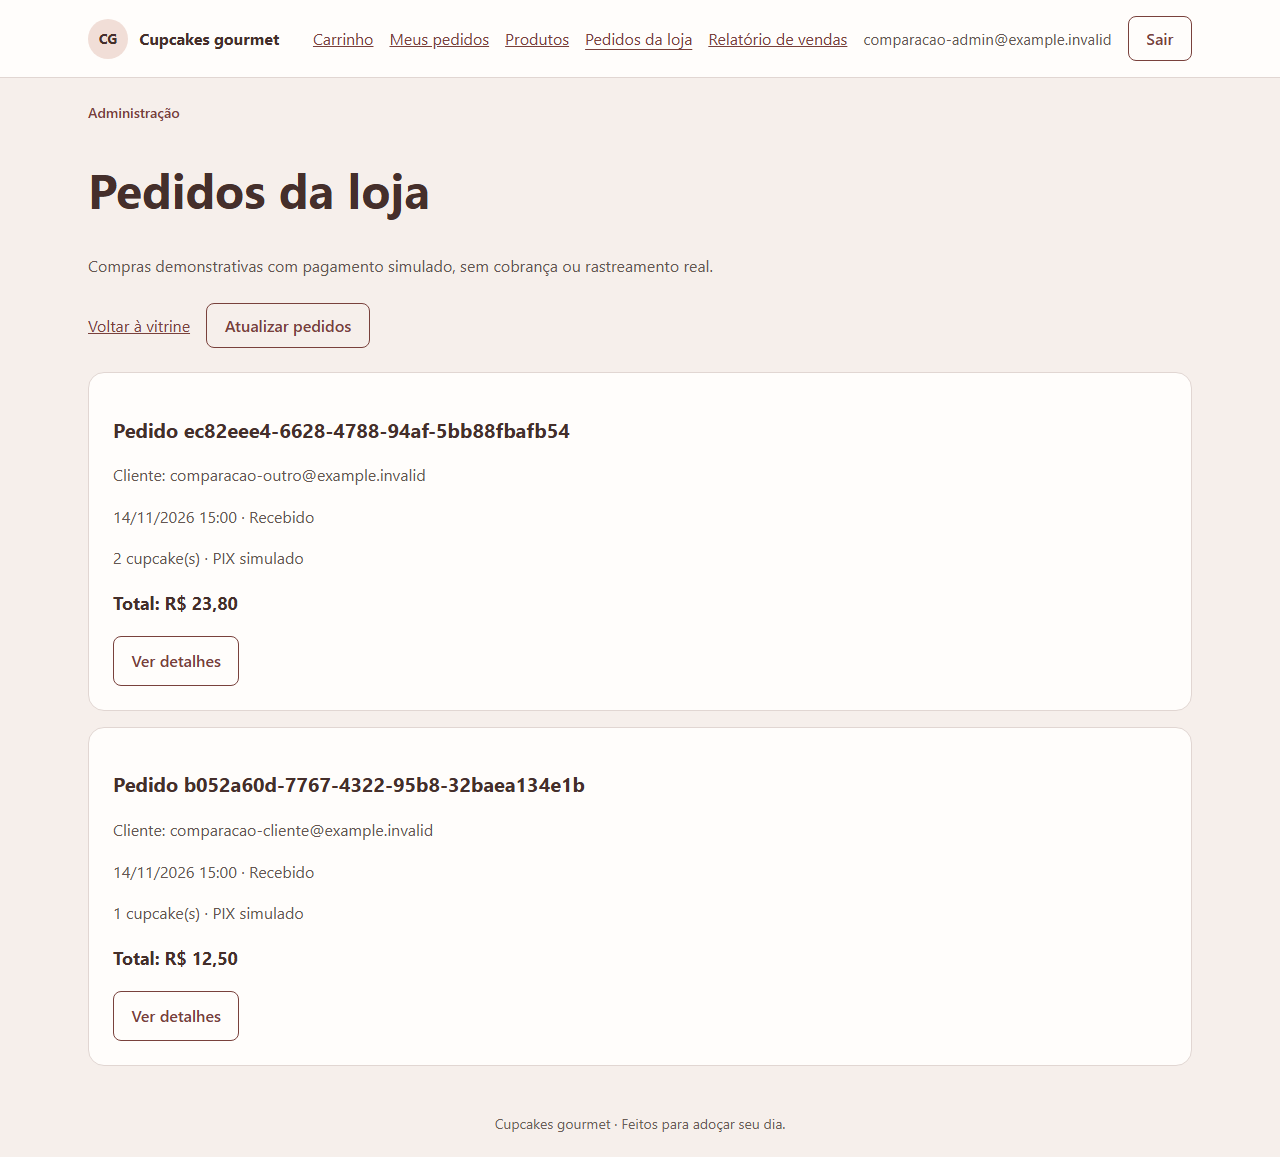 CG Cupcakes gourmet Carrinho Meus pedidos Produtos Pedidos da loja Relatório de vendas comparacao-admin@example.invalid Sair
Administração
Pedidos da loja
Compras demonstrativas com pagamento simulado, sem cobrança ou rastreamento real.
Voltar à vitrine Atualizar pedidos
Pedido ec82eee4-6628-4788-94af-5bb88fbafb54
Cliente: comparacao-outro@example.invalid
14/11/2026 15:00 · Recebido
2 cupcake(s) · PIX simulado
Total: R$ 23,80
Ver detalhes
Pedido b052a60d-7767-4322-95b8-32baea134e1b
Cliente: comparacao-cliente@example.invalid
14/11/2026 15:00 · Recebido
1 cupcake(s) · PIX simulado
Total: R$ 12,50
Ver detalhes
Cupcakes gourmet · Feitos para adoçar seu dia.